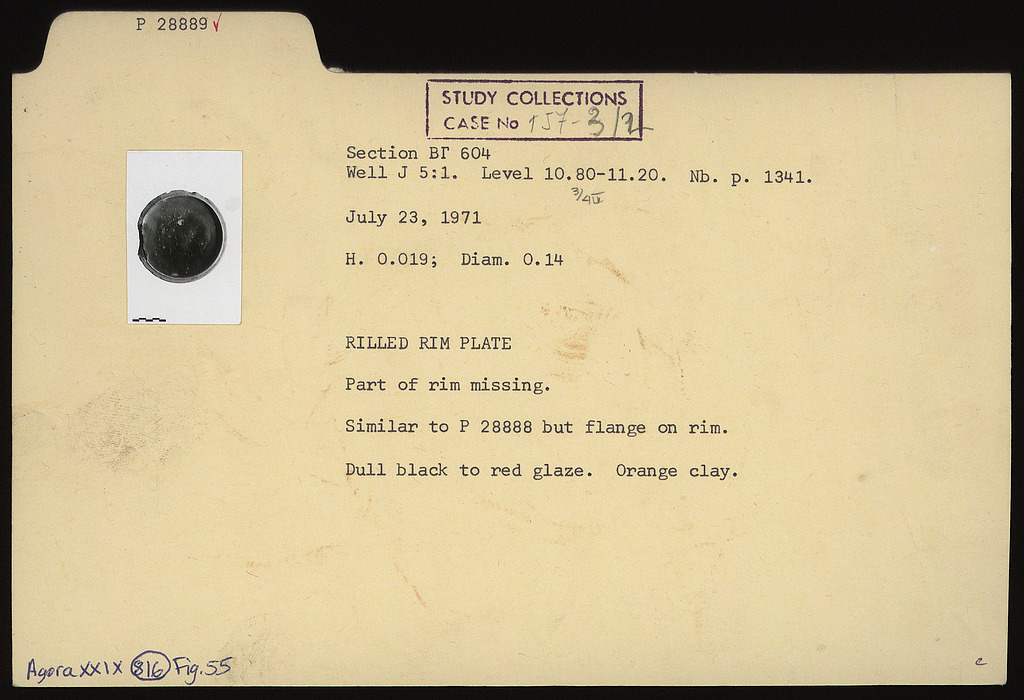 P 28889 ✓
STUDY COLLECTIONS
CASE No 157-3/2
Section ΒΓ 604
Well J 5:1. Level 10.80-11.20. Nb. p. 1341.
July 23, 1971
H. 0.019; Diam. 0.14
RILLED RIM PLATE
Part of rim missing.
Similar to P 28888 but flange on rim.
Dull black to red glaze. Orange clay.
Agora XXIX 816 Fig. 55
c